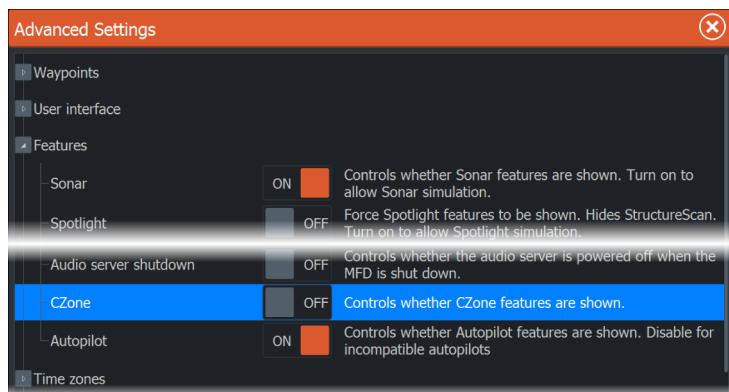 Advanced Settings
Waypoints
User interface
Features
Sonar ON Controls whether Sonar features are shown. Turn on to
allow Sonar simulation.
Spotlight OFF Force Spotlight features to be shown. Hides StructureScan.
Turn on to allow Spotlight simulation.
Audio server shutdown OFF Controls whether the audio server is powered off when the
MFD is shut down.
CZone OFF Controls whether CZone features are shown.
Autopilot ON Controls whether Autopilot features are shown. Disable for
incompatible autopilots
Time zones